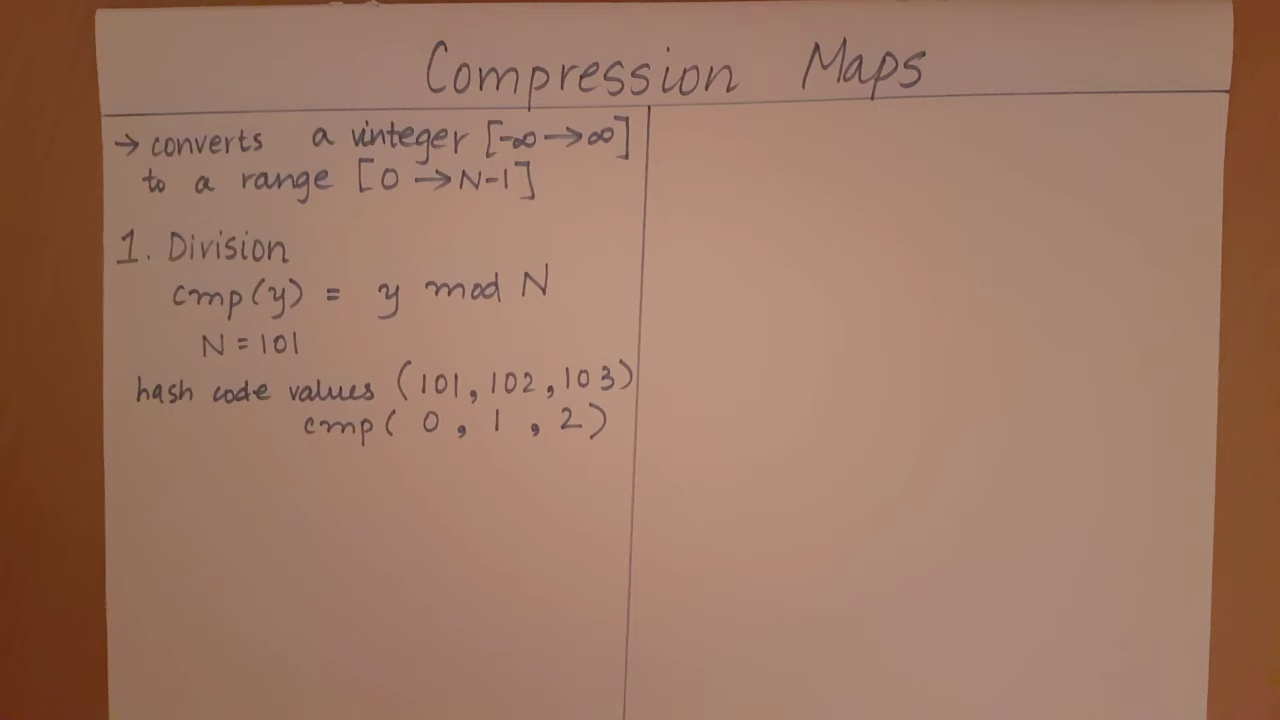 Compression Maps
→ converts a integer [-∞→∞]
to a range [0→N-1]
1. Division
cmp(y) = y mod N
N = 101
hash code values (101, 102, 103)
cmp( 0, 1, 2)